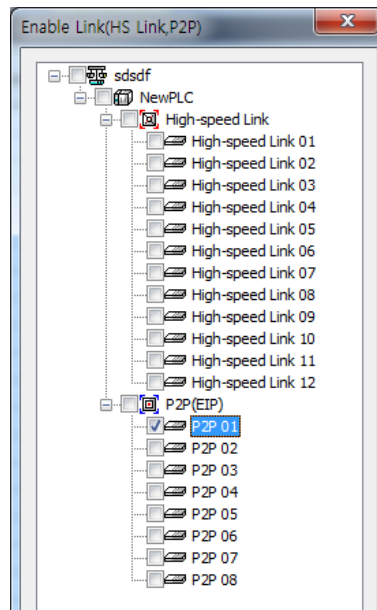 Enable Link(HS Link,P2P)
sdsdf
NewPLC
High-speed Link
High-speed Link 01
High-speed Link 02
High-speed Link 03
High-speed Link 04
High-speed Link 05
High-speed Link 06
High-speed Link 07
High-speed Link 08
High-speed Link 09
High-speed Link 10
High-speed Link 11
High-speed Link 12
P2P(EIP)
P2P 01
P2P 02
P2P 03
P2P 04
P2P 05
P2P 06
P2P 07
P2P 08